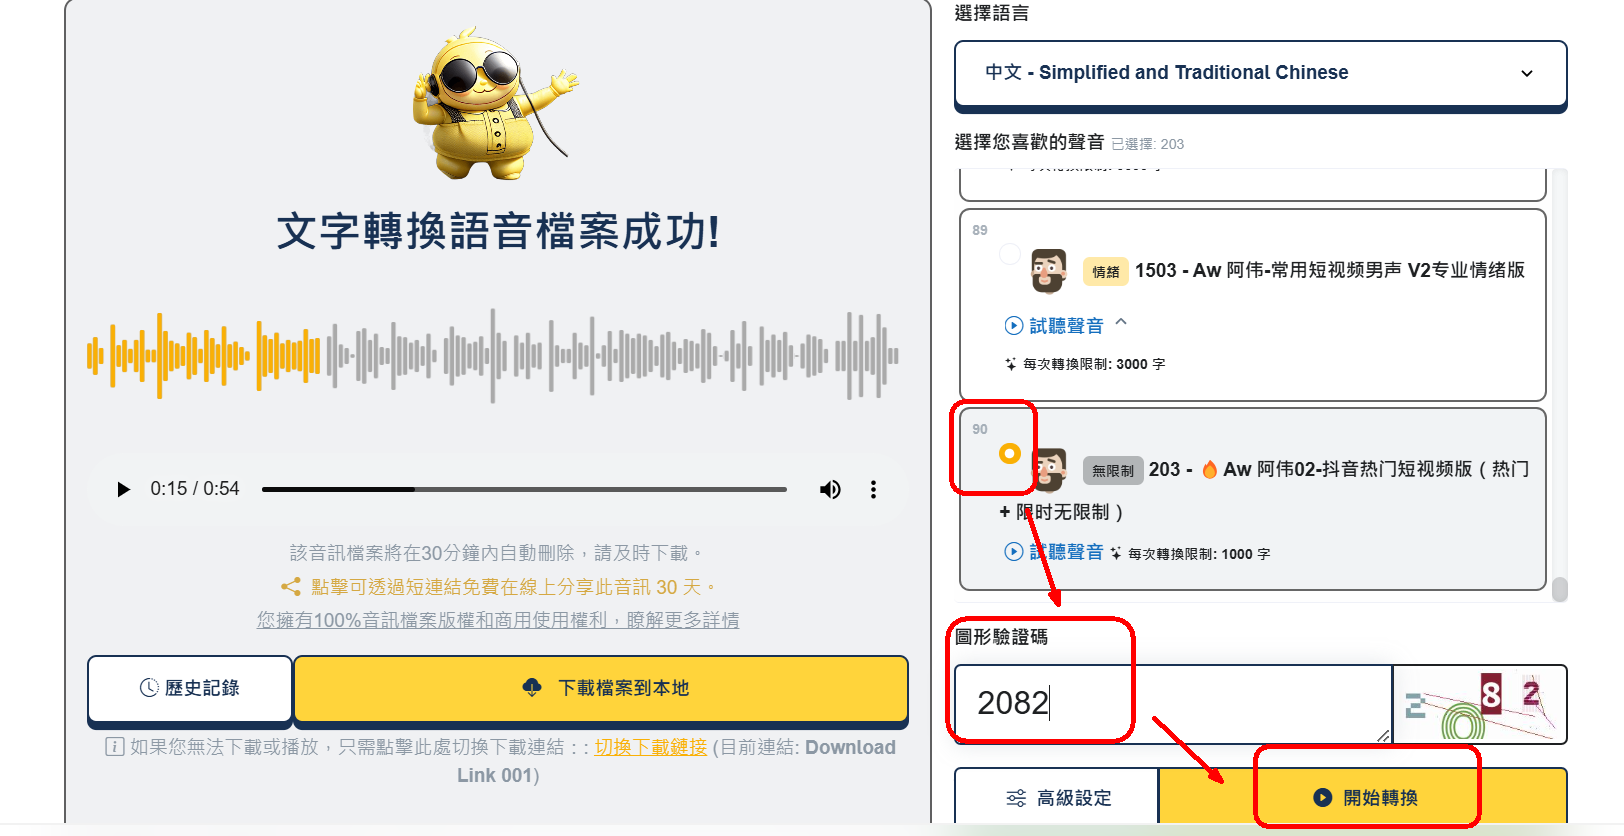 文字轉換語音檔案成功!
0:15 / 0:54
該音訊檔案將在30分鐘內自動刪除，請及時下載。
點擊可透過短連結免費在線上分享此音訊 30 天。
您擁有100%音訊檔案版權和商用使用權利，瞭解更多詳情
歷史記錄
下載檔案到本地
如果您無法下載或播放，只需點擊此處切換下載連結：: 切換下載鏈接 (目前連結: Download
Link 001)
選擇語言
中文 - Simplified and Traditional Chinese
選擇您喜歡的聲音 已選擇: 203
89
情緒 1503 - Aw 阿伟-常用短视频男声 V2专业情绪版
試聽聲音
每次轉換限制: 3000 字
90
無限制 203 - 🔥 Aw 阿伟02-抖音热门短视频版（热门
+ 限时无限制）
試聽聲音 每次轉換限制: 1000 字
圖形驗證碼
2082
2082
高級設定
開始轉換